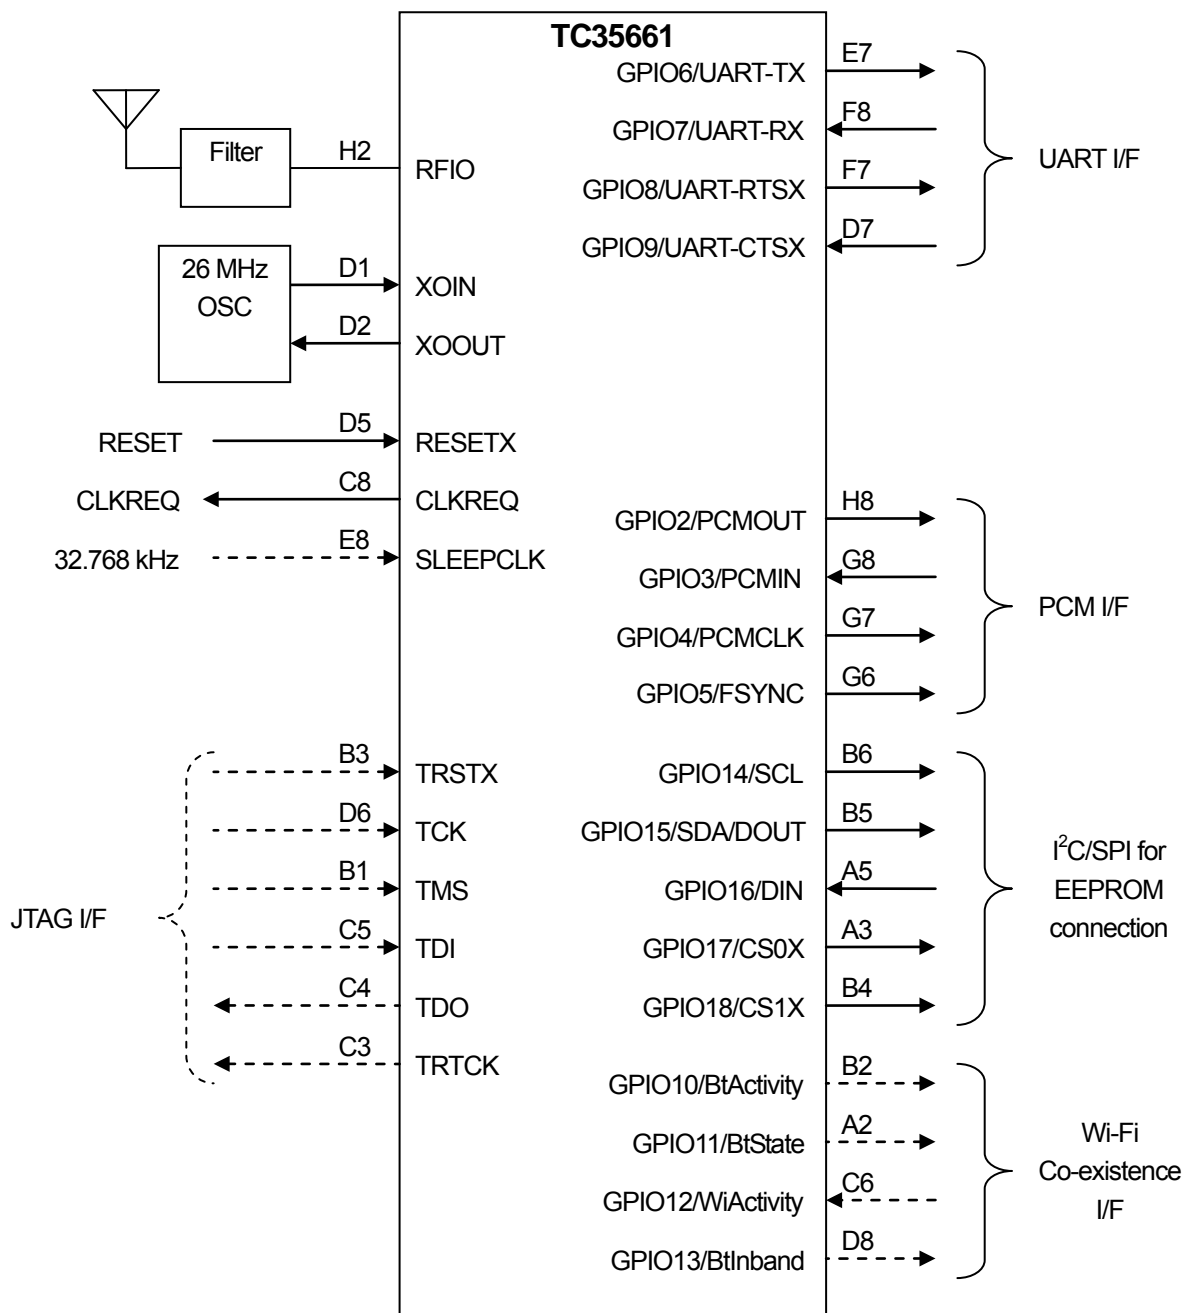 TC35661
GPIO6/UART-TX
E7
GPIO7/UART-RX
F8
GPIO8/UART-RTSX
F7
GPIO9/UART-CTSX
D7
UART I/F
Filter
H2
RFIO
26 MHz
OSC
D1
XOIN
D2
XOOUT
RESET
D5
RESETX
CLKREQ
C8
CLKREQ
32.768 kHz
E8
SLEEPCLK
GPIO2/PCMOUT
H8
GPIO3/PCMIN
G8
GPIO4/PCMCLK
G7
GPIO5/FSYNC
G6
PCM I/F
JTAG I/F
B3
TRSTX
D6
TCK
B1
TMS
C5
TDI
C4
TDO
C3
TRTCK
GPIO14/SCL
B6
GPIO15/SDA/DOUT
B5
GPIO16/DIN
A5
GPIO17/CS0X
A3
GPIO18/CS1X
B4
I²C/SPI for
EEPROM
connection
GPIO10/BtActivity
B2
GPIO11/BtState
A2
GPIO12/WiActivity
C6
GPIO13/BtInband
D8
Wi-Fi
Co-existence
I/F